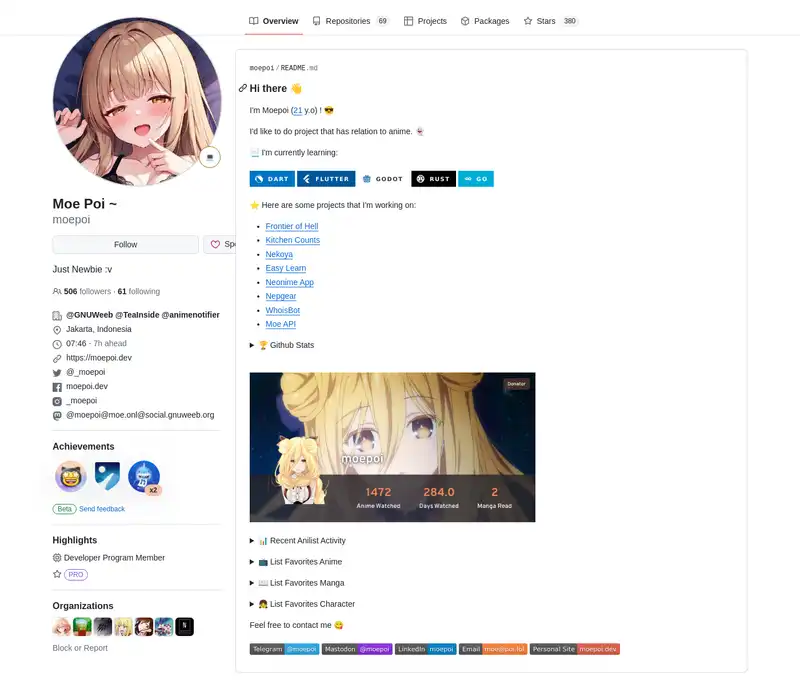 Overview
Repositories 69
Projects
Packages
Stars 380
Moe Poi ~
moepoi
Follow
Spo
Just Newbie :v
506 followers · 61 following
@GNUWeeb @TeaInside @animenotifier
Jakarta, Indonesia
07:46 - 7h ahead
https://moepoi.dev
@_moepoi
moepoi.dev
_moepoi
@moepoi@moe.onl@social.gnuweeb.org
Achievements
x2
Beta Send feedback
Highlights
Developer Program Member
PRO
Organizations
N
Block or Report
moepoi / README.md
Hi there 👋
I'm Moepoi (21 y.o) ! 😎
I'd like to do project that has relation to anime. 👻
📃 I'm currently learning:
DART FLUTTER GODOT RUST GO
⭐ Here are some projects that I'm working on:
Frontier of Hell
Kitchen Counts
Nekoya
Easy Learn
Neonime App
Nepgear
WhoisBot
Moe API
🏆 Github Stats
Donator
moepoi
1472 284.0 2
Anime Watched Days Watched Manga Read
📊 Recent Anilist Activity
📺 List Favorites Anime
📖 List Favorites Manga
👧 List Favorites Character
Feel free to contact me 😋
Telegram @moepoi Mastodon @moepoi LinkedIn moepoi Email Personal Site moepoi.dev